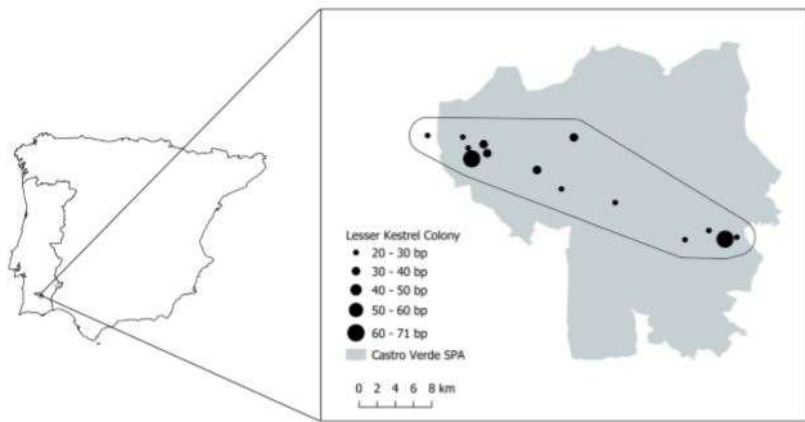 Lesser Kestrel Colony
20 - 30 bp
30 - 40 bp
40 - 50 bp
50 - 60 bp
60 - 71 bp
Castro Verde SPA
0 2 4 6 8 km